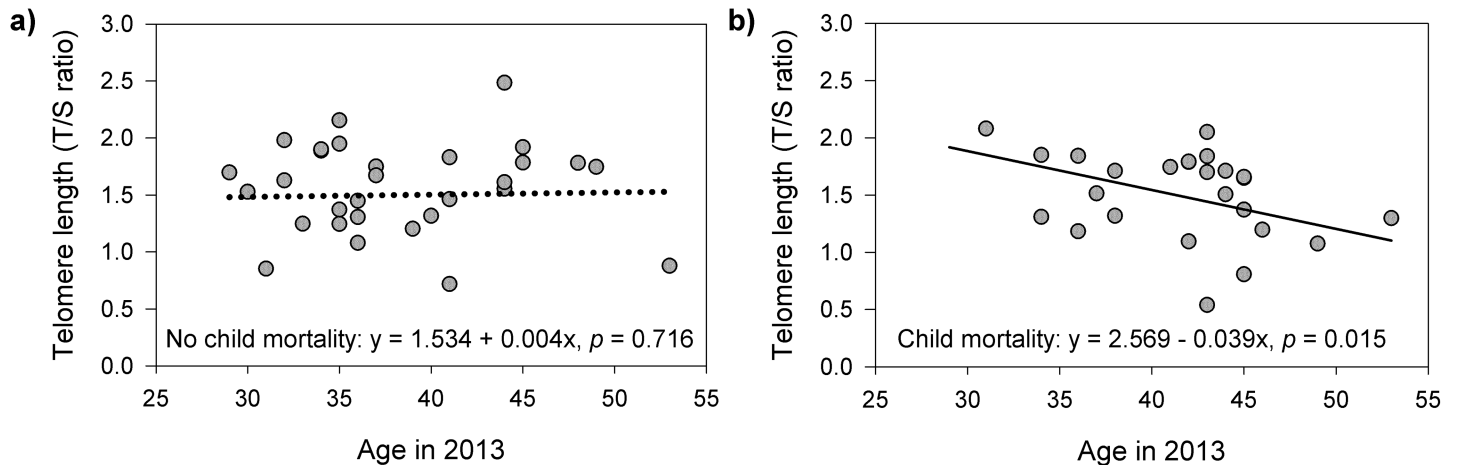 a)
Telomere length (T/S ratio)
3.0
2.5
2.0
1.5
1.0
0.5
0.0
No child mortality: y = 1.534 + 0.004x, p = 0.716
25 30 35 40 45 50 55
Age in 2013
b)
Telomere length (T/S ratio)
3.0
2.5
2.0
1.5
1.0
0.5
0.0
Child mortality: y = 2.569 - 0.039x, p = 0.015
25 30 35 40 45 50 55
Age in 2013